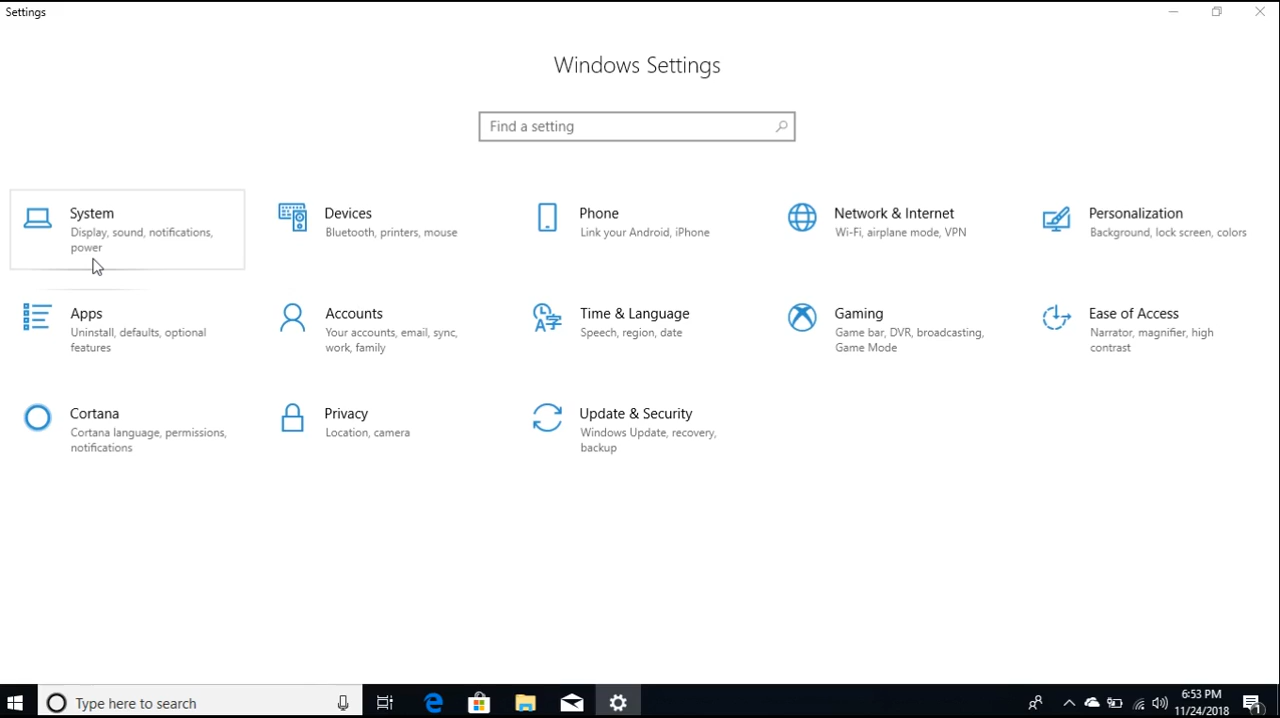 Settings
Windows Settings
Find a setting
System
Display, sound, notifications,
power
Devices
Bluetooth, printers, mouse
Phone
Link your Android, iPhone
Network & Internet
Wi-Fi, airplane mode, VPN
Personalization
Background, lock screen, colors
Apps
Uninstall, defaults, optional
features
Accounts
Your accounts, email, sync,
work, family
Time & Language
Speech, region, date
Gaming
Game bar, DVR, broadcasting,
Game Mode
Ease of Access
Narrator, magnifier, high
contrast
Cortana
Cortana language, permissions,
notifications
Privacy
Location, camera
Update & Security
Windows Update, recovery,
backup
Type here to search
6:53 PM
11/24/2018
1